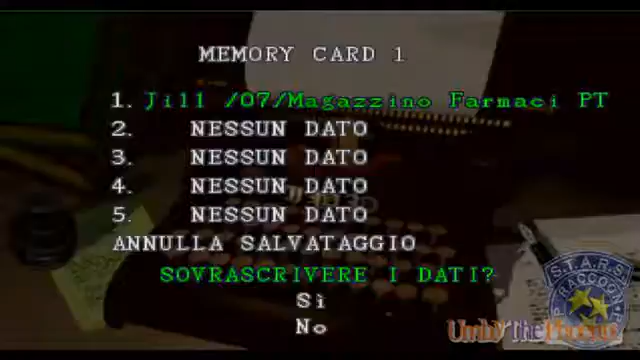 MEMORY CARD 1
1. Jill /07/Magazzino Farmaci PT
2. NESSUN DATO
3. NESSUN DATO
4. NESSUN DATO
5. NESSUN DATO
ANNULLA SALVATAGGIO
SOVRASCRIVERE I DATI?
Sì
No
S.T.A.R.S.
RACCOON